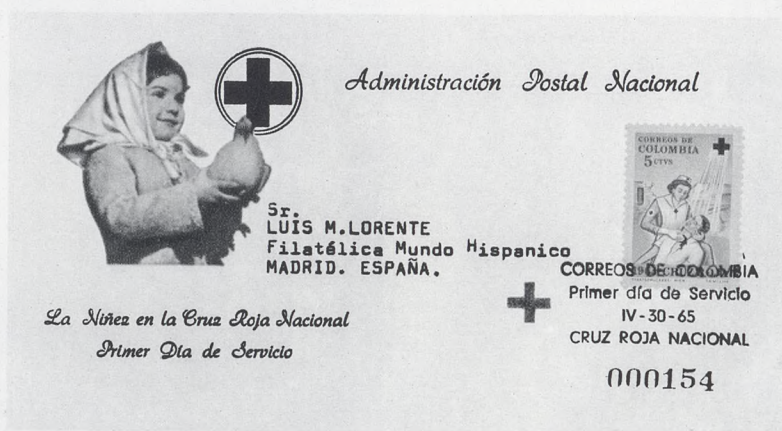 Administración Postal Nacional
CORREOS DE
COLOMBIA
5 CTVS
Sr.
LUIS M.LORENTE
Filatélica Mundo Hispanico
MADRID. ESPAÑA.
CORREOS DE COLOMBIA
Primer día de Servicio
IV-30-65
CRUZ ROJA NACIONAL
000154
La Niñez en la Cruz Roja Nacional
Primer Día de Servicio